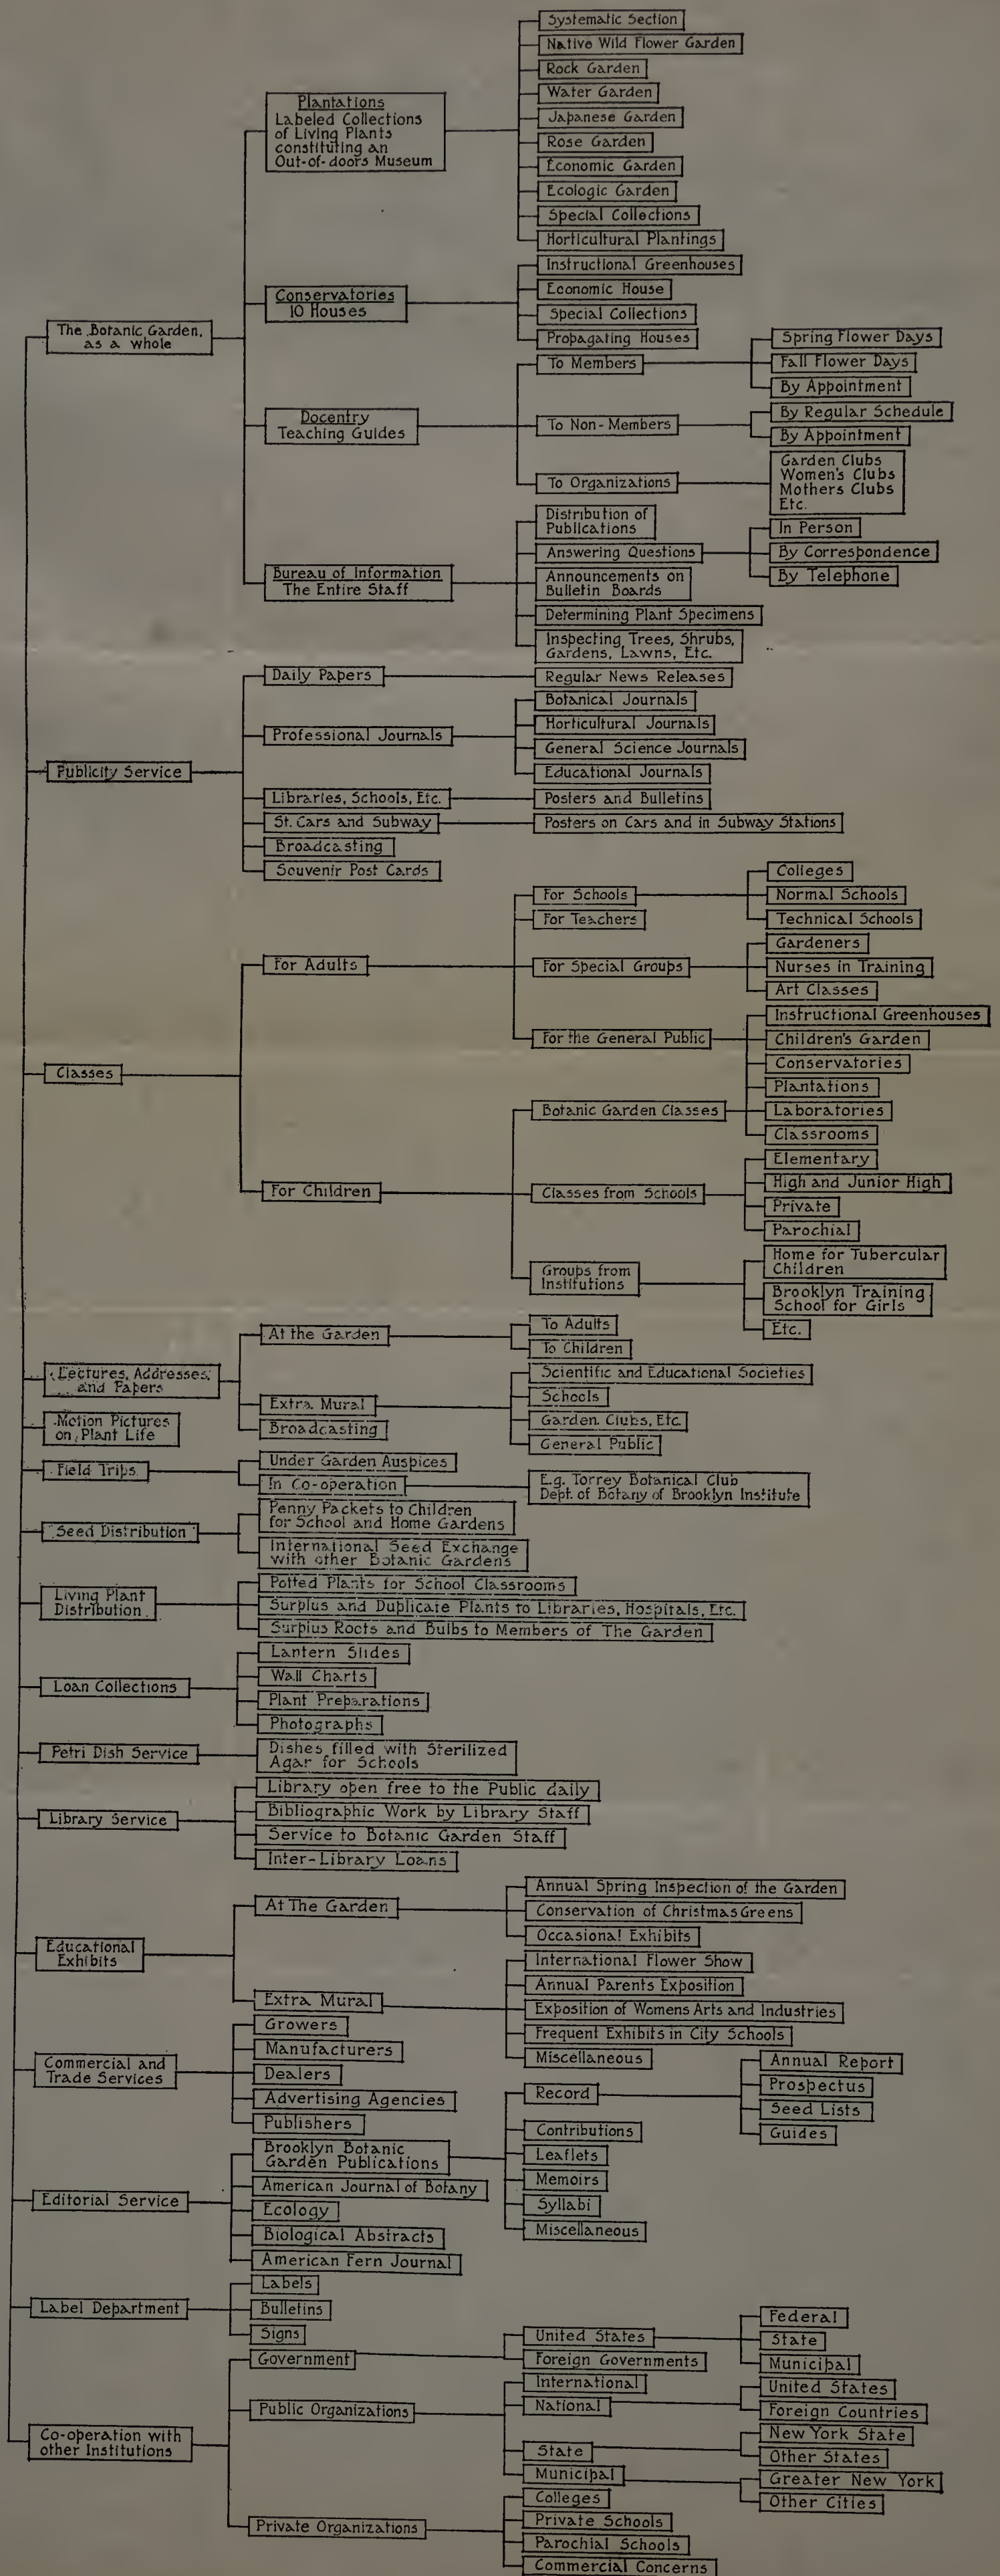 The Botanic Garden,
as a whole
Plantations
Labeled Collections
of Living Plants
constituting an
Out-of-doors Museum
Systematic Section
Native Wild Flower Garden
Rock Garden
Water Garden
Japanese Garden
Rose Garden
Economic Garden
Ecologic Garden
Special Collections
Horticultural Plantings
Conservatories
10 Houses
Instructional Greenhouses
Economic House
Special Collections
Propagating Houses
Docentry
Teaching Guides
To Members
Spring Flower Days
Fall Flower Days
By Appointment
To Non-Members
By Regular Schedule
By Appointment
To Organizations
Garden Clubs
Women's Clubs
Mothers Clubs
Etc.
Bureau of Information
The Entire Staff
Distribution of
Publications
Answering Questions
In Person
By Correspondence
By Telephone
Announcements on
Bulletin Boards
Determining Plant Specimens
Inspecting Trees, Shrubs,
Gardens, Lawns, Etc.
Publicity Service
Daily Papers
Regular News Releases
Professional Journals
Botanical Journals
Horticultural Journals
General Science Journals
Educational Journals
Libraries, Schools, Etc.
Posters and Bulletins
St. Cars and Subway
Posters on Cars and in Subway Stations
Broadcasting
Souvenir Post Cards
Classes
For Adults
For Schools
Colleges
Normal Schools
Technical Schools
For Teachers
For Special Groups
Gardeners
Nurses in Training
Art Classes
For the General Public
For Children
Botanic Garden Classes
Instructional Greenhouses
Children's Garden
Conservatories
Plantations
Laboratories
Classrooms
Classes from Schools
Elementary
High and Junior High
Private
Parochial
Groups from
Institutions
Home for Tubercular
Children
Brooklyn Training
School for Girls
Etc.
Lectures, Addresses,
and Papers
At the Garden
To Adults
To Children
Extra Mural
Scientific and Educational Societies
Schools
Garden Clubs, Etc.
General Public
Broadcasting
Motion Pictures
on Plant Life
Field Trips
Under Garden Auspices
In Co-operation
E.g. Torrey Botanical Club
Dept. of Botany of Brooklyn Institute
Seed Distribution
Penny Packets to Children
for School and Home Gardens
International Seed Exchange
with other Botanic Gardens
Living Plant
Distribution
Potted Plants for School Classrooms
Surplus and Duplicate Plants to Libraries, Hospitals, Etc.
Surplus Roots and Bulbs to Members of The Garden
Loan Collections
Lantern Slides
Wall Charts
Plant Preparations
Photographs
Petri Dish Service
Dishes filled with Sterilized
Agar for Schools
Library Service
Library open free to the Public daily
Bibliographic Work by Library Staff
Service to Botanic Garden Staff
Inter-Library Loans
Educational
Exhibits
At The Garden
Annual Spring Inspection of the Garden
Conservation of Christmas Greens
Occasional Exhibits
Extra Mural
International Flower Show
Annual Parents Exposition
Exposition of Womens Arts and Industries
Frequent Exhibits in City Schools
Miscellaneous
Commercial and
Trade Services
Growers
Manufacturers
Dealers
Advertising Agencies
Publishers
Editorial Service
Brooklyn Botanic
Garden Publications
Record
Annual Report
Prospectus
Seed Lists
Guides
Contributions
Leaflets
Memoirs
Syllabi
Miscellaneous
American Journal of Botany
Ecology
Biological Abstracts
American Fern Journal
Label Department
Labels
Bulletins
Signs
Co-operation with
other Institutions
Government
United States
Federal
State
Municipal
Foreign Governments
Public Organizations
International
National
United States
Foreign Countries
State
New York State
Other States
Municipal
Greater New York
Other Cities
Private Organizations
Colleges
Private Schools
Parochial Schools
Commercial Concerns